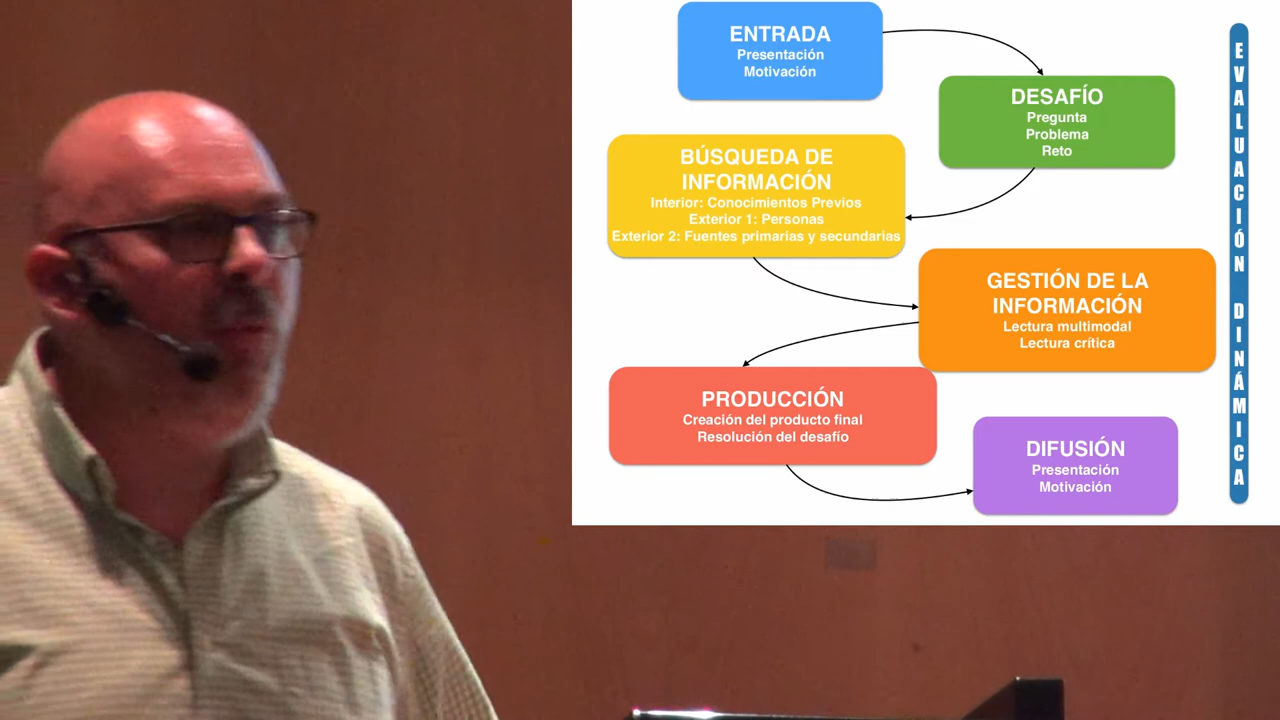 ENTRADA
Presentación
Motivación
DESAFÍO
Pregunta
Problema
Reto
BÚSQUEDA DE
INFORMACIÓN
Interior: Conocimientos Previos
Exterior 1: Personas
Exterior 2: Fuentes primarias y secundarias
GESTIÓN DE LA
INFORMACIÓN
Lectura multimodal
Lectura crítica
PRODUCCIÓN
Creación del producto final
Resolución del desafío
DIFUSIÓN
Presentación
Motivación
EVALUACIÓN DINÁMICA